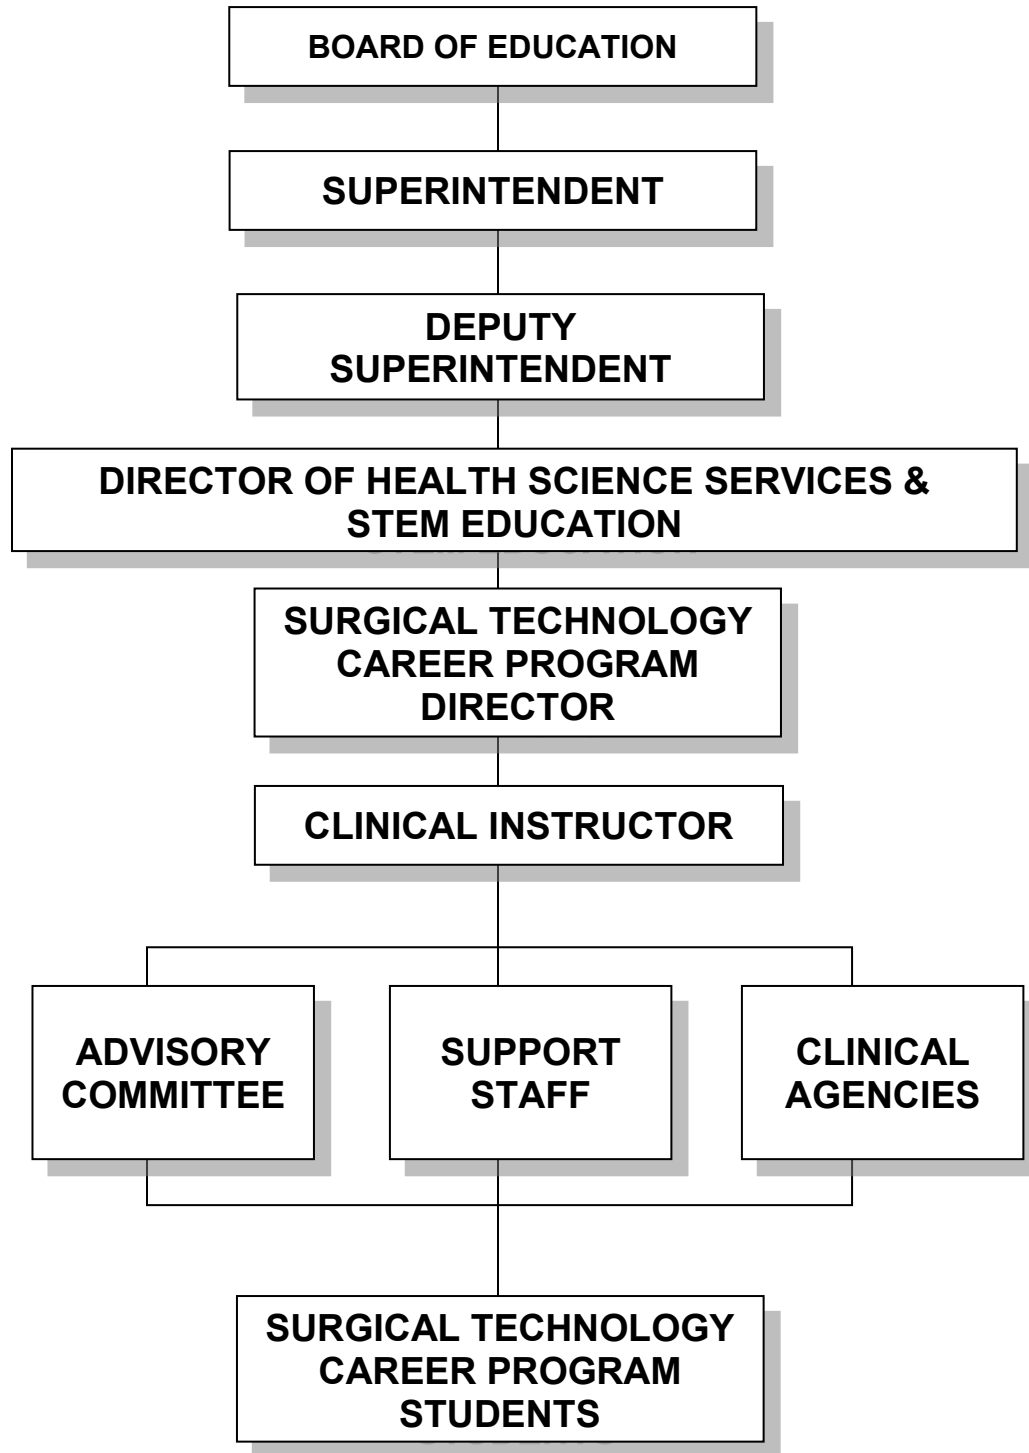 BOARD OF EDUCATION
SUPERINTENDENT
DEPUTY
SUPERINTENDENT
DIRECTOR OF HEALTH SCIENCE SERVICES &
STEM EDUCATION
SURGICAL TECHNOLOGY
CAREER PROGRAM
DIRECTOR
CLINICAL INSTRUCTOR
ADVISORY
COMMITTEE
SUPPORT
STAFF
CLINICAL
AGENCIES
SURGICAL TECHNOLOGY
CAREER PROGRAM
STUDENTS